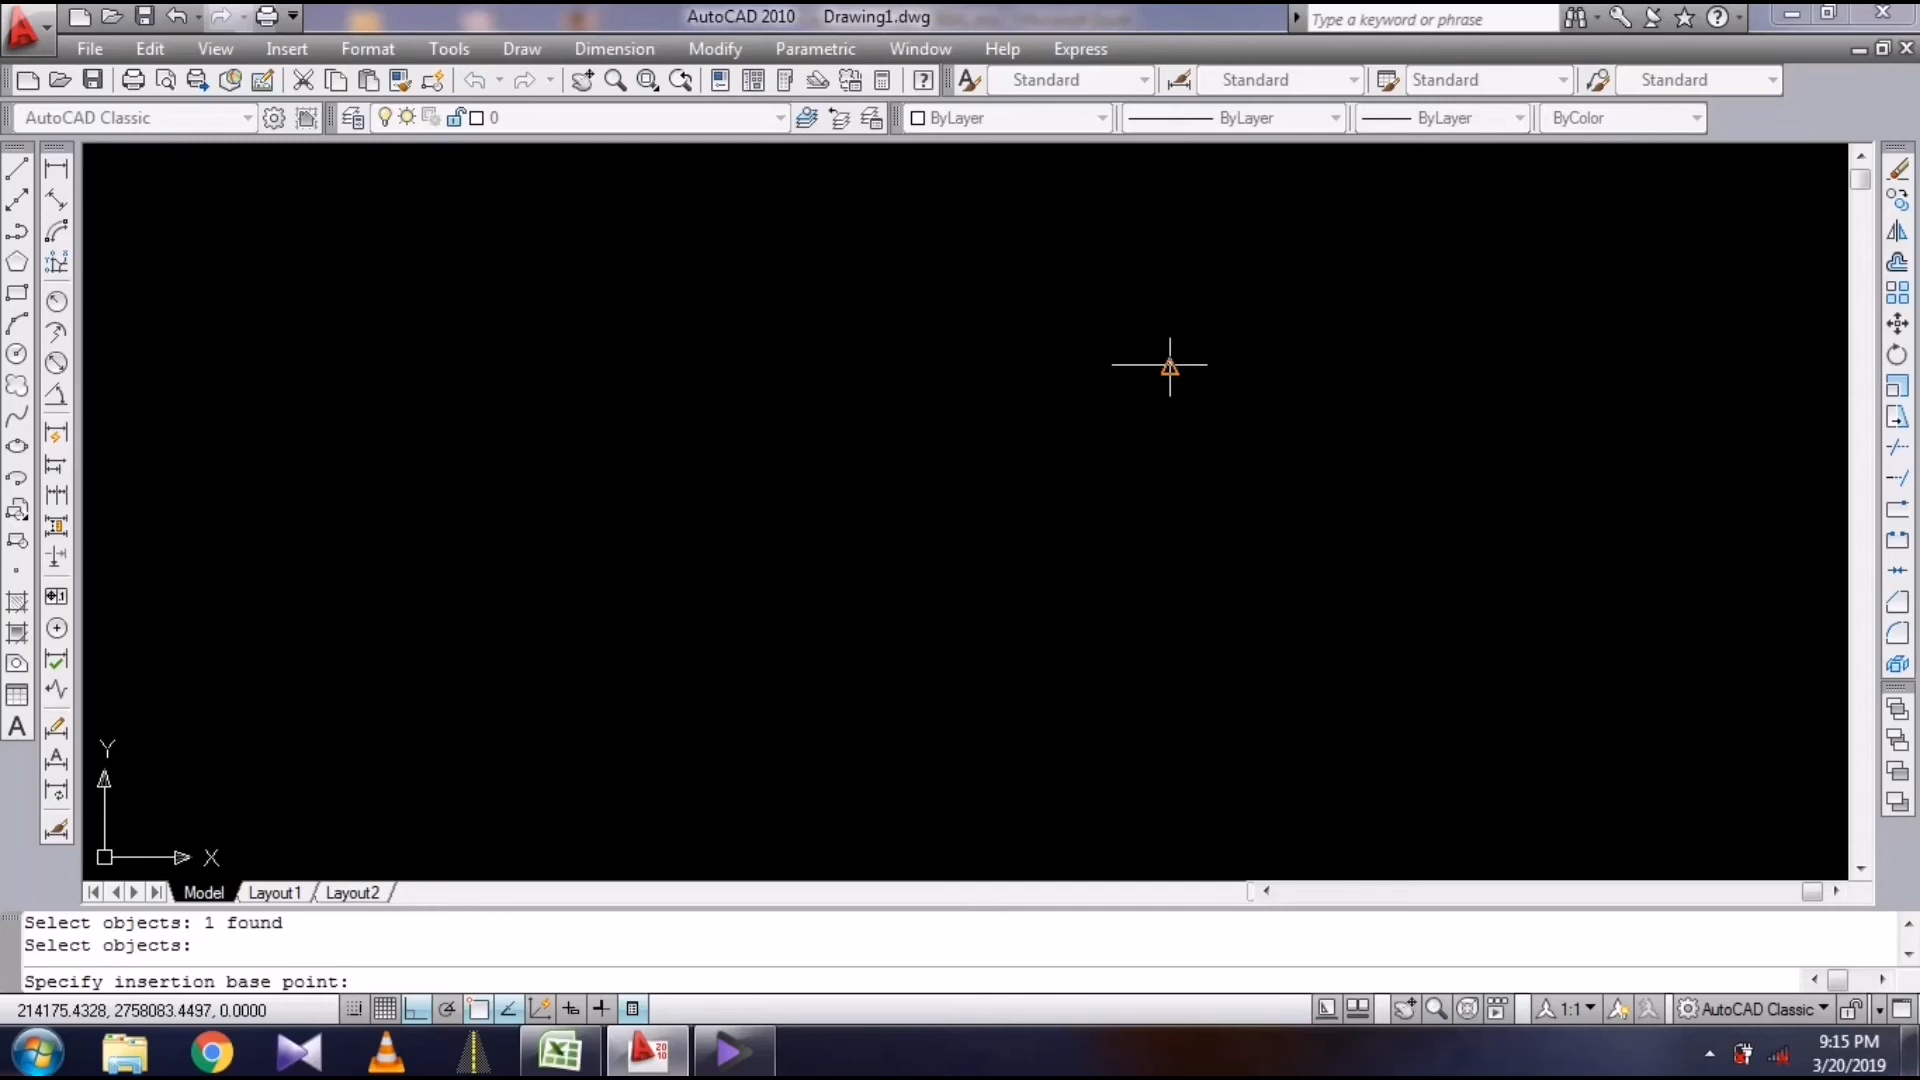 AutoCAD 2010 Drawing1.dwg
Type a keyword or phrase
File Edit View Insert Format Tools Draw Dimension Modify Parametric Window Help Express
Standard Standard Standard Standard
AutoCAD Classic 0 ByLayer ByLayer ByLayer ByColor
Y
X
Model Layout1 Layout2
Select objects: 1 found
Select objects:
Specify insertion base point:
214175.4328, 2758083.4497, 0.0000 1:1 AutoCAD Classic
9:15 PM
3/20/2019